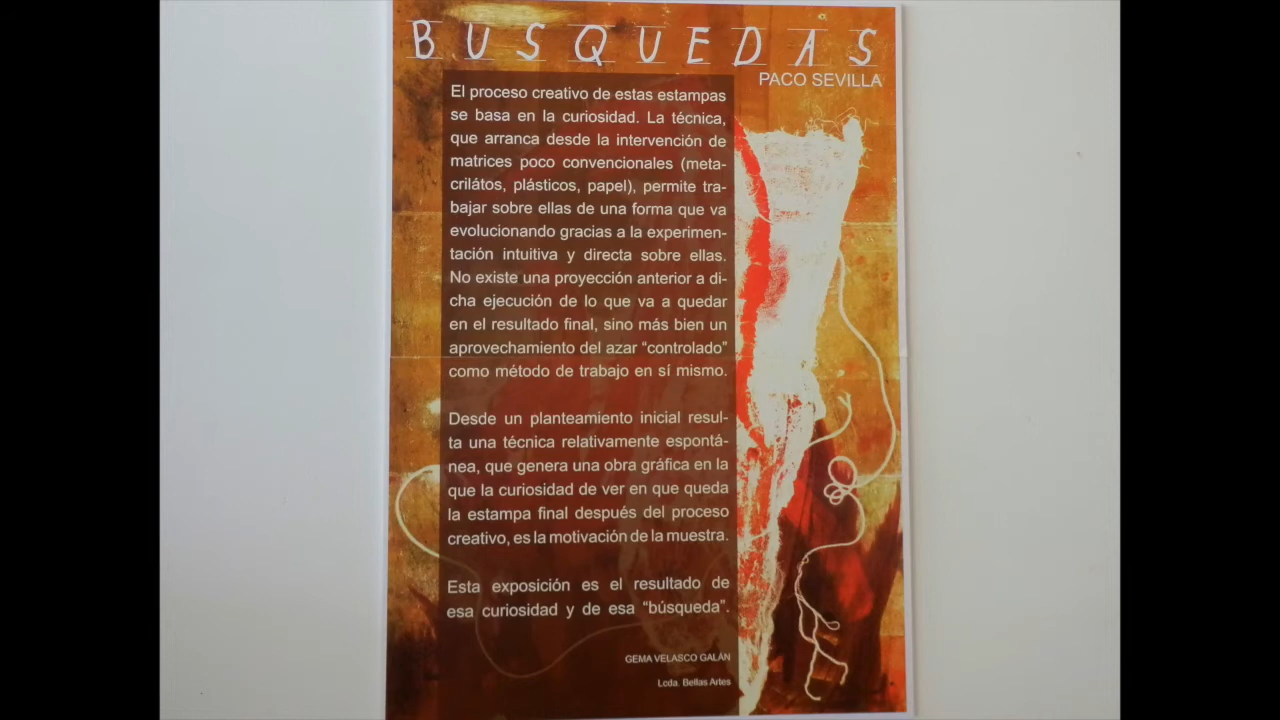 BUSQUEDAS
PACO SEVILLA
El proceso creativo de estas estampas
se basa en la curiosidad. La técnica,
que arranca desde la intervención de
matrices poco convencionales (meta-
crilátos, plásticos, papel), permite tra-
bajar sobre ellas de una forma que va
evolucionando gracias a la experimen-
tación intuitiva y directa sobre ellas.
No existe una proyección anterior a di-
cha ejecución de lo que va a quedar
en el resultado final, sino más bien un
aprovechamiento del azar “controlado”
como método de trabajo en sí mismo.
Desde un planteamiento inicial resul-
ta una técnica relativamente espontá-
nea, que genera una obra gráfica en la
que la curiosidad de ver en que queda
la estampa final después del proceso
creativo, es la motivación de la muestra.
Esta exposición es el resultado de
esa curiosidad y de esa “búsqueda”.
GEMA VELASCO GALÁN
Lcda. Bellas Artes